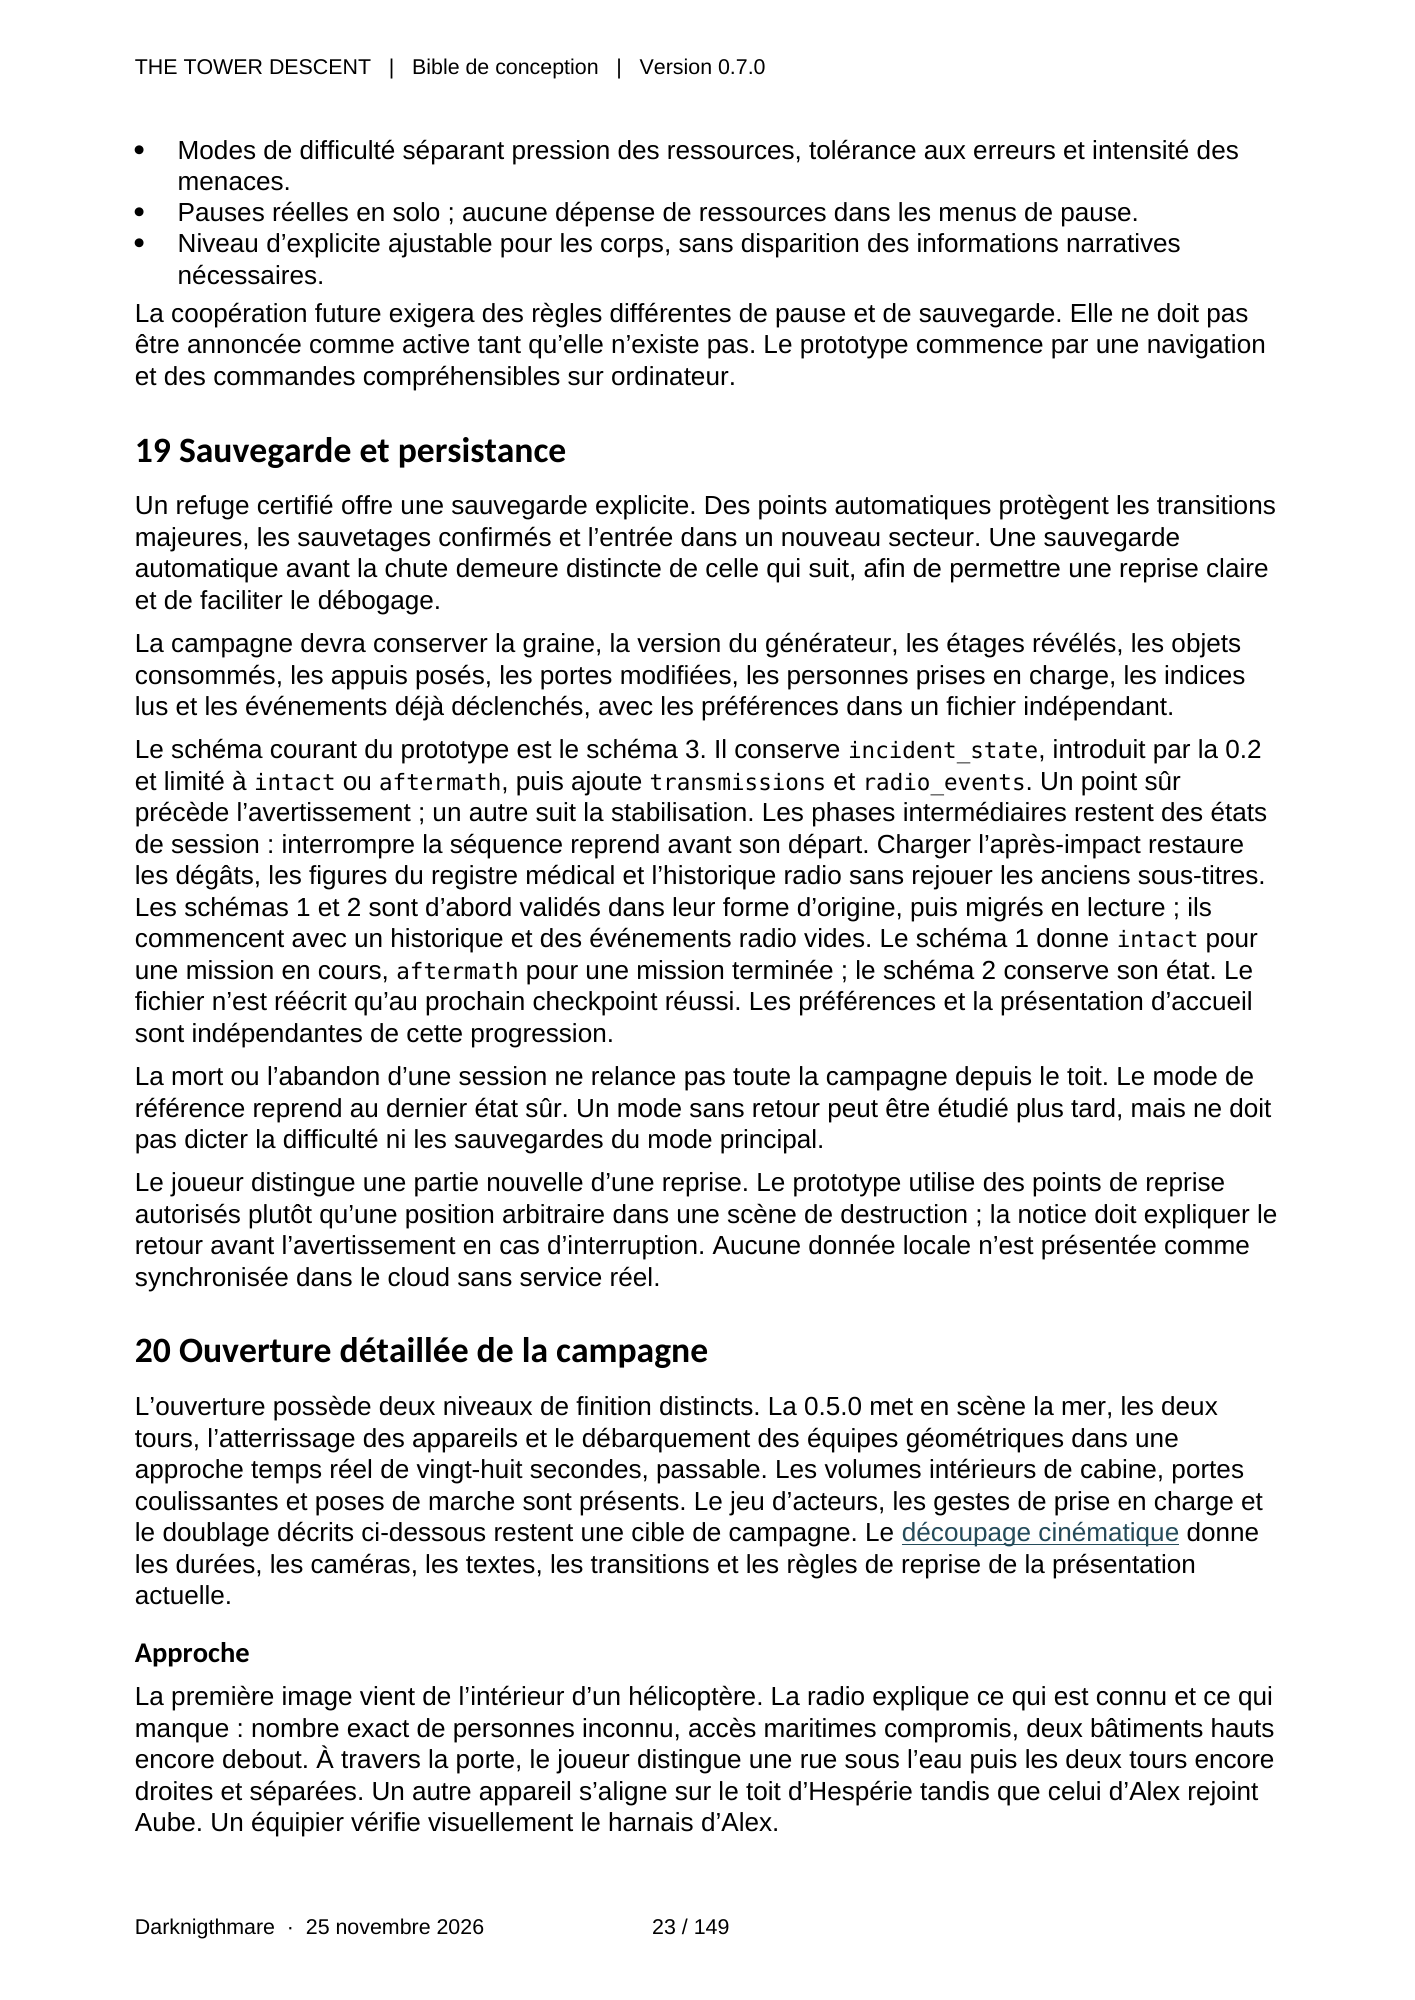 THE TOWER DESCENT | Bible de conception | Version 0.7.0
• Modes de difficulté séparant pression des ressources, tolérance aux erreurs et intensité des
menaces.
• Pauses réelles en solo ; aucune dépense de ressources dans les menus de pause.
• Niveau d’explicite ajustable pour les corps, sans disparition des informations narratives
nécessaires.
La coopération future exigera des règles différentes de pause et de sauvegarde. Elle ne doit pas
être annoncée comme active tant qu’elle n’existe pas. Le prototype commence par une navigation
et des commandes compréhensibles sur ordinateur.
19 Sauvegarde et persistance
Un refuge certifié offre une sauvegarde explicite. Des points automatiques protègent les transitions
majeures, les sauvetages confirmés et l’entrée dans un nouveau secteur. Une sauvegarde
automatique avant la chute demeure distincte de celle qui suit, afin de permettre une reprise claire
et de faciliter le débogage.
La campagne devra conserver la graine, la version du générateur, les étages révélés, les objets
consommés, les appuis posés, les portes modifiées, les personnes prises en charge, les indices
lus et les événements déjà déclenchés, avec les préférences dans un fichier indépendant.
Le schéma courant du prototype est le schéma 3. Il conserve incident_state, introduit par la 0.2
et limité à intact ou aftermath, puis ajoute transmissions et radio_events. Un point sûr
précède l’avertissement ; un autre suit la stabilisation. Les phases intermédiaires restent des états
de session : interrompre la séquence reprend avant son départ. Charger l’après-impact restaure
les dégâts, les figures du registre médical et l’historique radio sans rejouer les anciens sous-titres.
Les schémas 1 et 2 sont d’abord validés dans leur forme d’origine, puis migrés en lecture ; ils
commencent avec un historique et des événements radio vides. Le schéma 1 donne intact pour
une mission en cours, aftermath pour une mission terminée ; le schéma 2 conserve son état. Le
fichier n’est réécrit qu’au prochain checkpoint réussi. Les préférences et la présentation d’accueil
sont indépendantes de cette progression.
La mort ou l’abandon d’une session ne relance pas toute la campagne depuis le toit. Le mode de
référence reprend au dernier état sûr. Un mode sans retour peut être étudié plus tard, mais ne doit
pas dicter la difficulté ni les sauvegardes du mode principal.
Le joueur distingue une partie nouvelle d’une reprise. Le prototype utilise des points de reprise
autorisés plutôt qu’une position arbitraire dans une scène de destruction ; la notice doit expliquer le
retour avant l’avertissement en cas d’interruption. Aucune donnée locale n’est présentée comme
synchronisée dans le cloud sans service réel.
20 Ouverture détaillée de la campagne
L’ouverture possède deux niveaux de finition distincts. La 0.5.0 met en scène la mer, les deux
tours, l’atterrissage des appareils et le débarquement des équipes géométriques dans une
approche temps réel de vingt-huit secondes, passable. Les volumes intérieurs de cabine, portes
coulissantes et poses de marche sont présents. Le jeu d’acteurs, les gestes de prise en charge et
le doublage décrits ci-dessous restent une cible de campagne. Le découpage cinématique donne
les durées, les caméras, les textes, les transitions et les règles de reprise de la présentation
actuelle.
Approche
La première image vient de l’intérieur d’un hélicoptère. La radio explique ce qui est connu et ce qui
manque : nombre exact de personnes inconnu, accès maritimes compromis, deux bâtiments hauts
encore debout. À travers la porte, le joueur distingue une rue sous l’eau puis les deux tours encore
droites et séparées. Un autre appareil s’aligne sur le toit d’Hespérie tandis que celui d’Alex rejoint
Aube. Un équipier vérifie visuellement le harnais d’Alex.
Darknigthmare · 25 novembre 2026 23 / 149